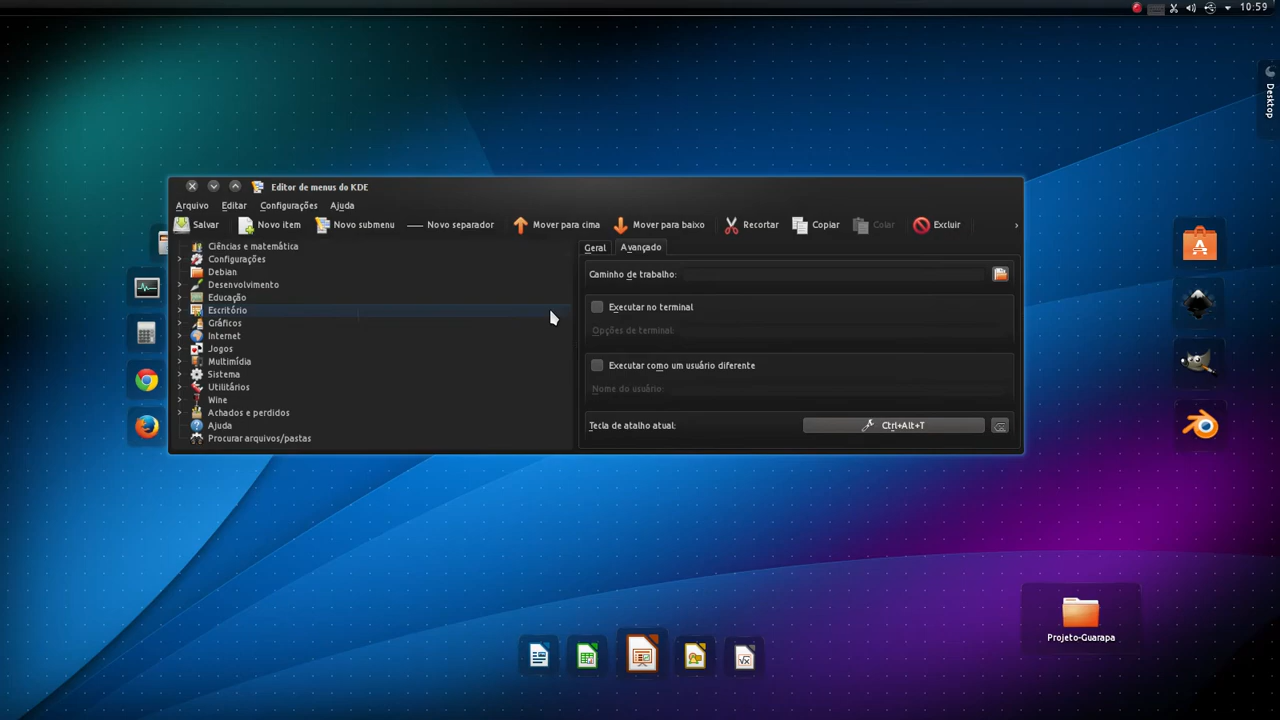 10:59
Desktop
Editor de menus do KDE
Arquivo Editar Configurações Ajuda
Salvar Novo item Novo submenu Novo separador Mover para cima Mover para baixo Recortar Copiar Colar Excluir
Geral Avançado
Ciências e matemática
Configurações
Debian
Desenvolvimento
Educação
Escritório
Gráficos
Internet
Jogos
Multimídia
Sistema
Utilitários
Wine
Achados e perdidos
Ajuda
Procurar arquivos/pastas
Caminho de trabalho:
Executar no terminal
Opções de terminal:
Executar como um usuário diferente
Nome do usuário:
Tecla de atalho atual: Ctrl+Alt+T
Projeto-Guarapa